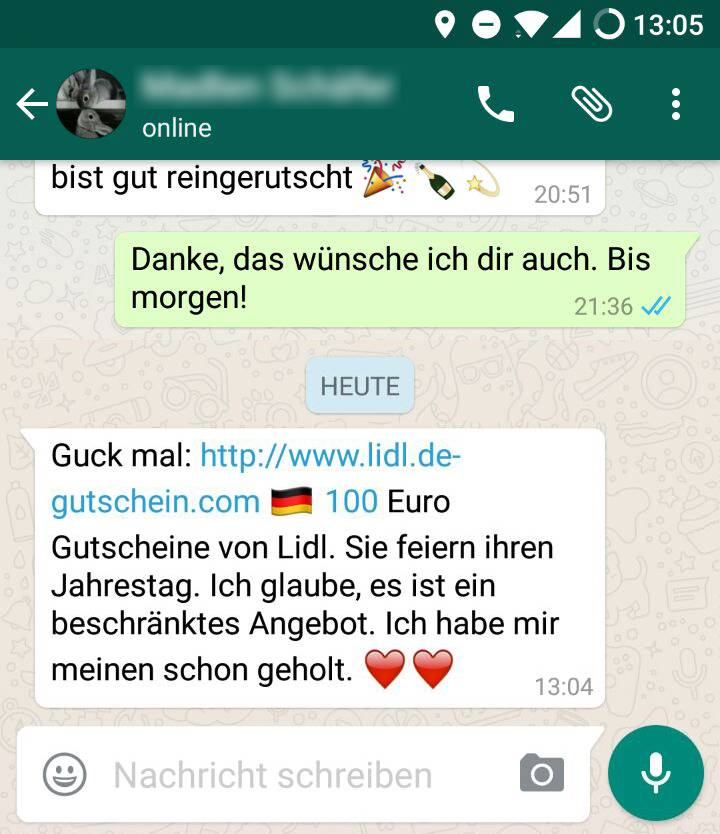 13:05
online
bist gut reingerutscht 🎉🍾💫
20:51
Danke, das wünsche ich dir auch. Bis
morgen!
21:36
HEUTE
Guck mal: http://www.lidl.de-
gutschein.com 🇩🇪 100 Euro
Gutscheine von Lidl. Sie feiern ihren
Jahrestag. Ich glaube, es ist ein
beschränktes Angebot. Ich habe mir
meinen schon geholt. ❤️❤️
13:04
Nachricht schreiben